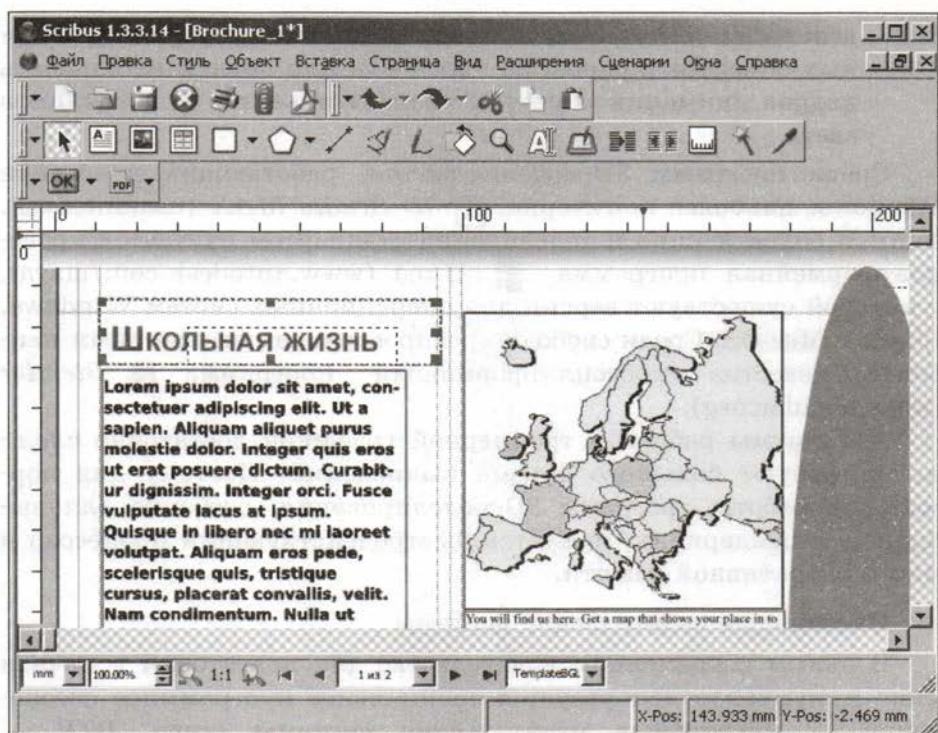 Scribus 1.3.3.14 - [Brochure_1*]
Файл Правка Стиль Объект Вставка Страница Вид Расширения Сценарии Окна Справка
OK PDF
0 100 200
0
ШКОЛЬНАЯ ЖИЗНЬ
Lorem ipsum dolor sit amet, con-
sectetuer adipiscing elit. Ut a
sapien. Aliquam aliquet purus
molestie dolor. Integer quis eros
ut erat posuere dictum. Curabit-
ur dignissim. Integer orci. Fusce
vulputate lacus at ipsum.
Quisque in libero nec mi laoreet
volutpat. Aliquam eros pede,
scelerisque quis, tristique
cursus, placerat convallis, velit.
Nam condimentum. Nulla ut
You will find us here. Get a map that shows your place in to
mm 100.00% 1:1 1 из 2 TemplateBGL
X-Pos: 143.933 mm Y-Pos: -2.469 mm